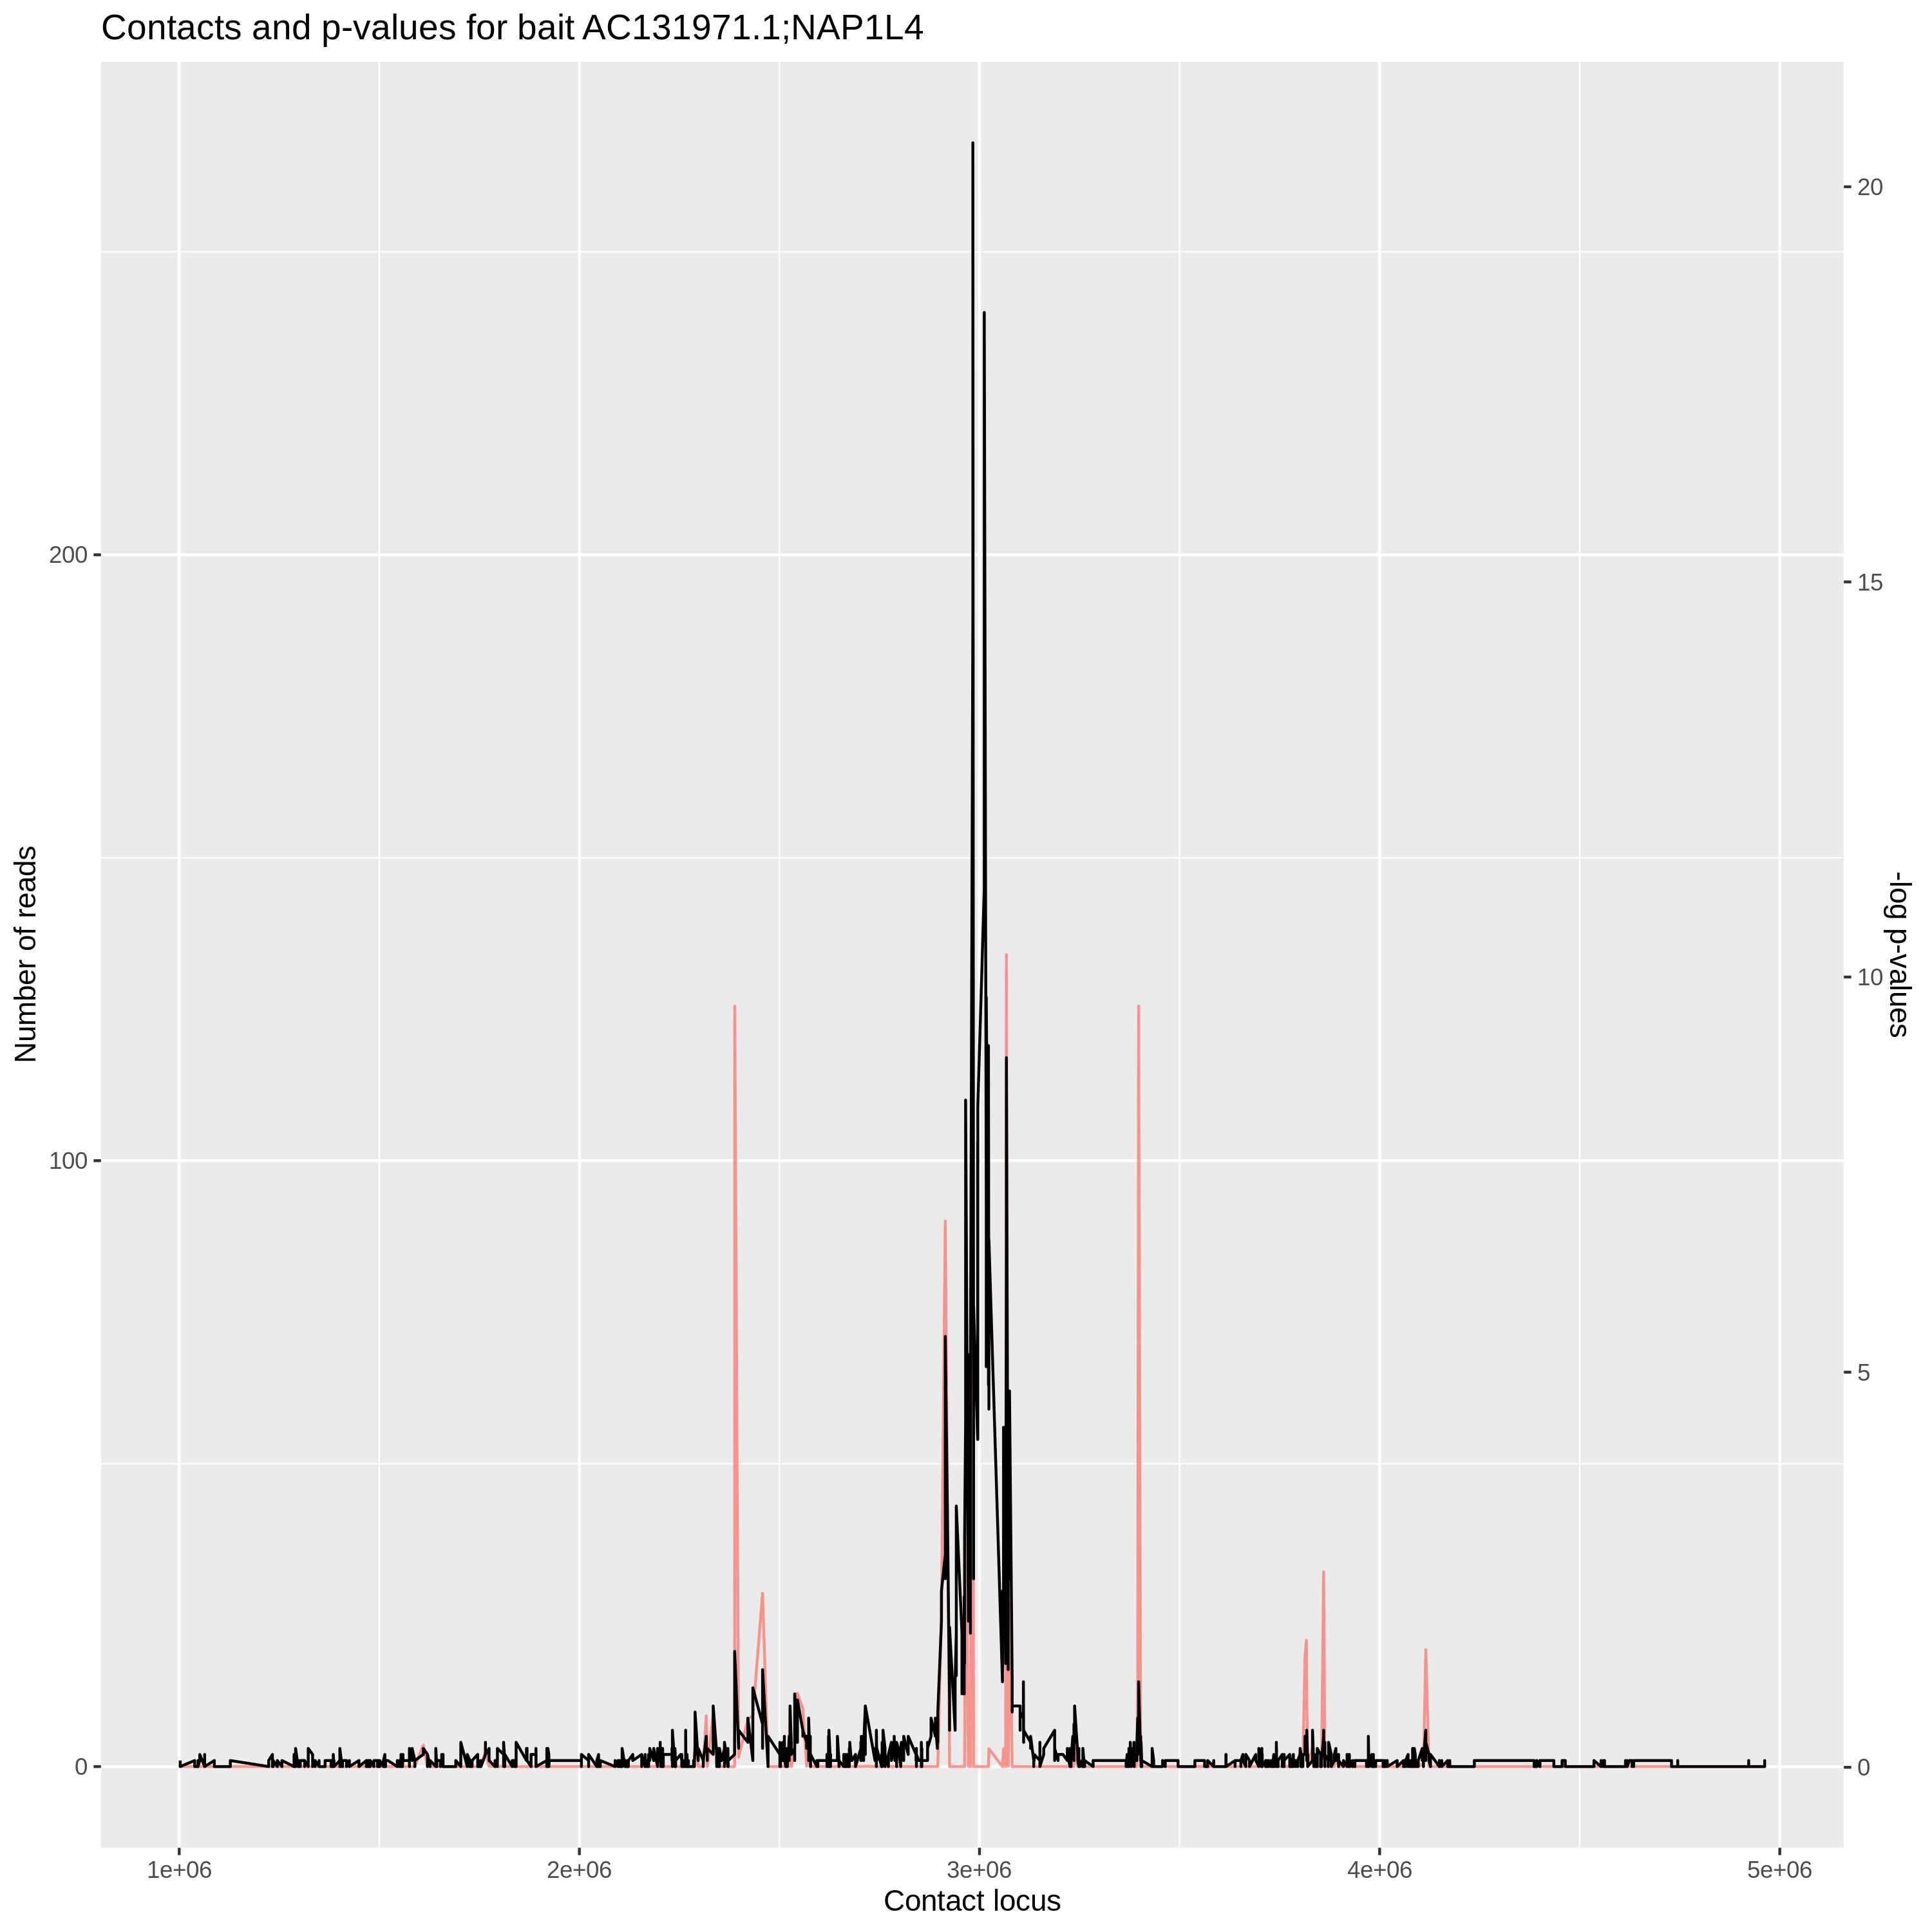 Contacts and p-values for bait AC131971.1;NAP1L4
Number of reads
200
100
0
20
15
10
5
0
-log p-values
1e+06
2e+06
3e+06
4e+06
5e+06
Contact locus